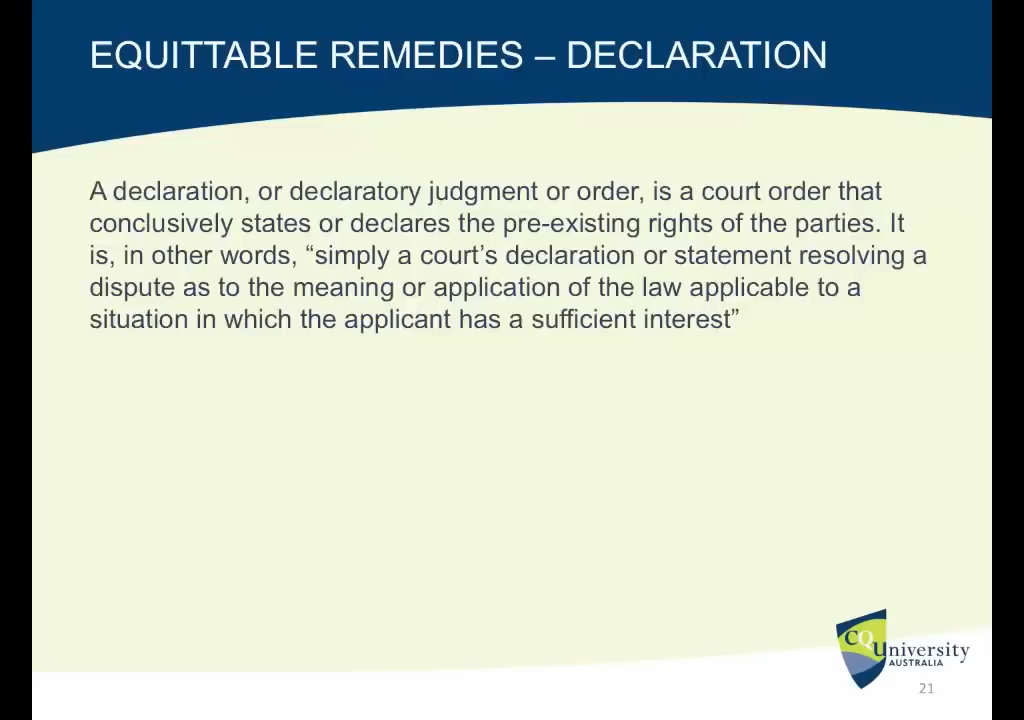 EQUITTABLE REMEDIES – DECLARATION
A declaration, or declaratory judgment or order, is a court order that
conclusively states or declares the pre-existing rights of the parties. It
is, in other words, “simply a court’s declaration or statement resolving a
dispute as to the meaning or application of the law applicable to a
situation in which the applicant has a sufficient interest”
CQUniversity
AUSTRALIA
21